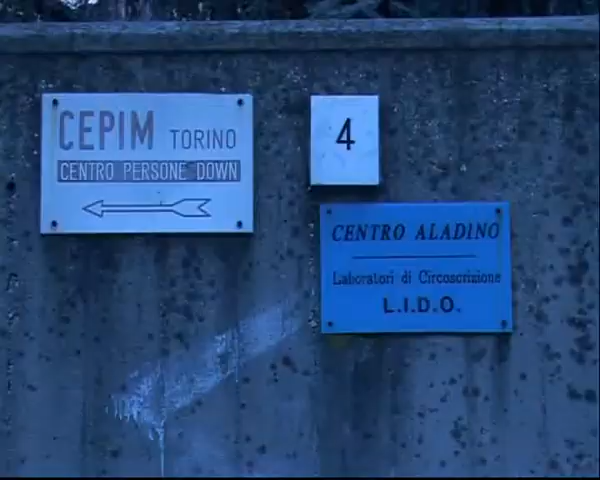 CEPIM TORINO
CENTRO PERSONE DOWN
4
CENTRO ALADINO
Laboratori di Circoscrizione
L.I.D.O.